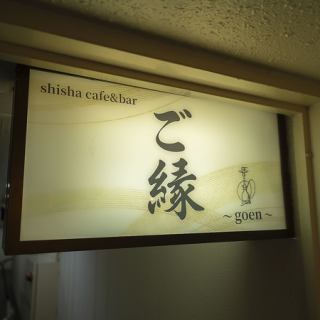 shisha cafe&bar
ご縁
～goen～